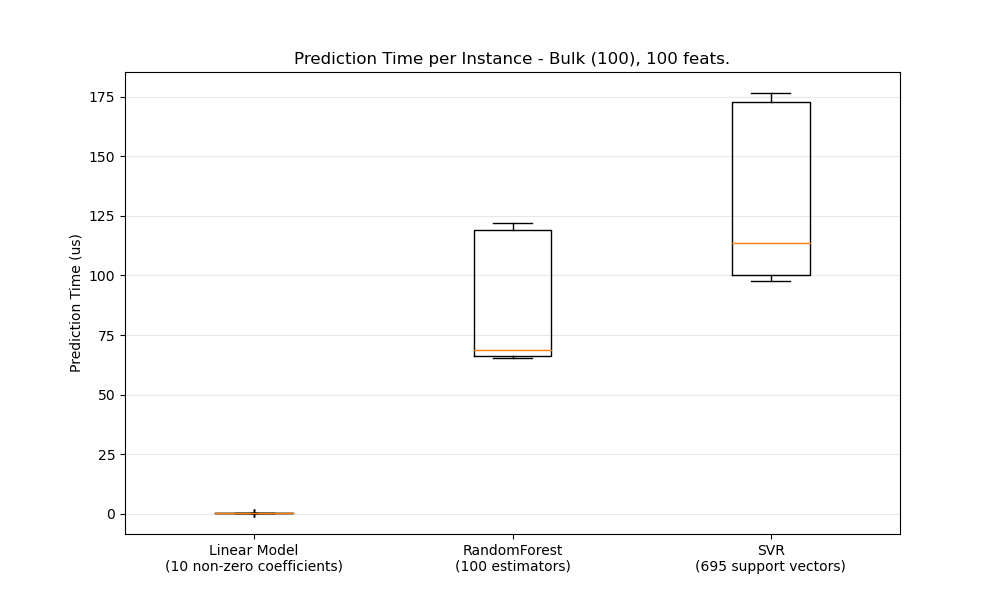 Prediction Time per Instance - Bulk (100), 100 feats.
Prediction Time (us)
175
150
125
100
75
50
25
0
Linear Model
(10 non-zero coefficients)
RandomForest
(100 estimators)
SVR
(695 support vectors)